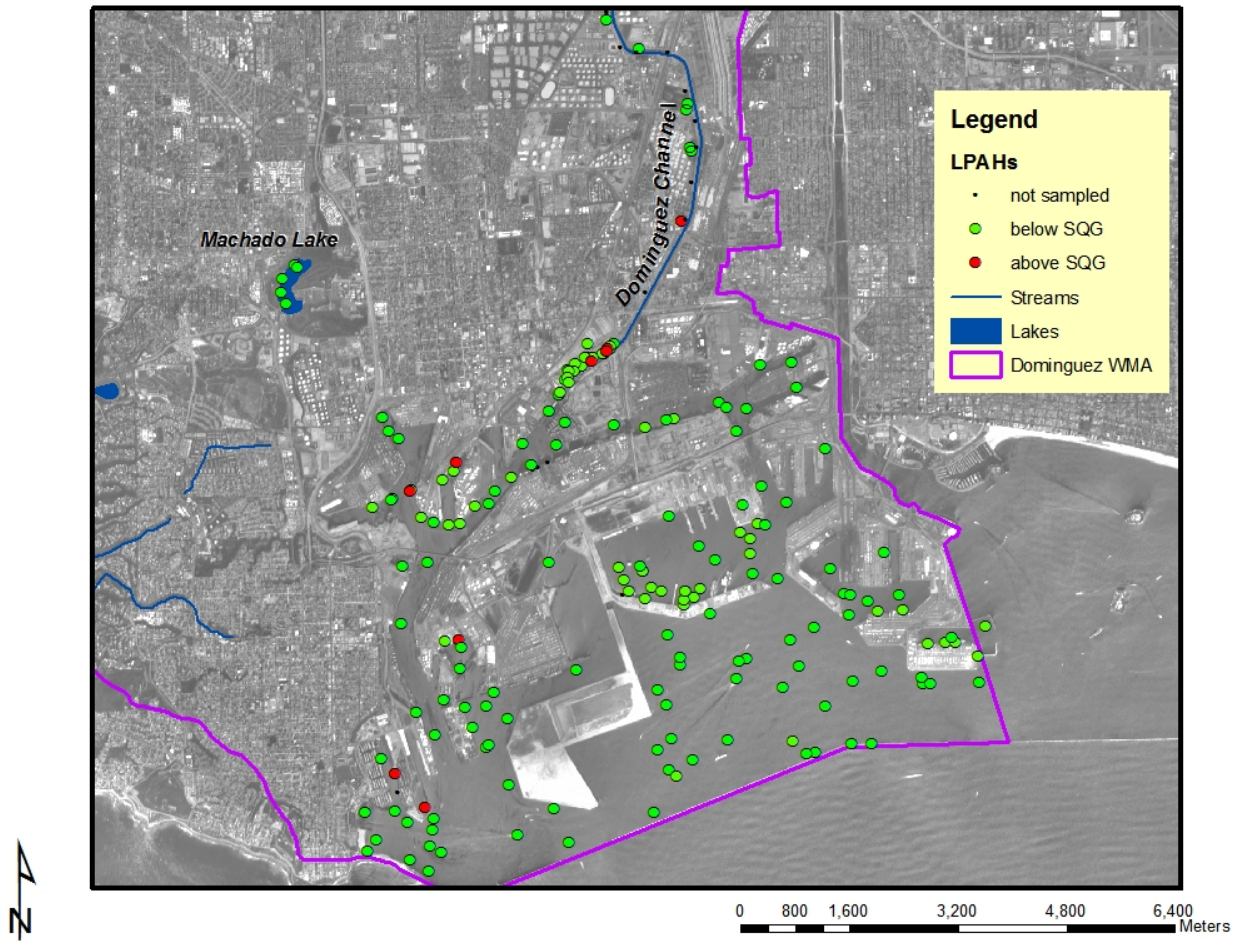 Machado Lake
Dominguez Channel
Legend
LPAHs
not sampled
below SQG
above SQG
Streams
Lakes
Dominguez WMA
N
0 800 1,600 3,200 4,800 6,400
Meters